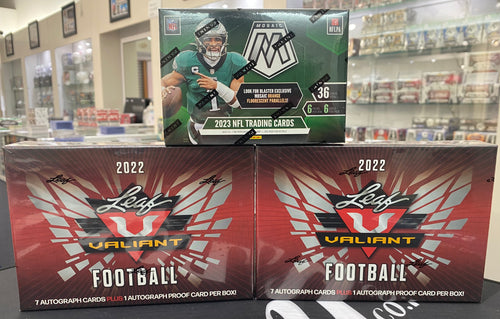 MOSAIC
NFL
NFLPA
LOOK FOR BLASTER EXCLUSIVE
MOSAIC ORANGE
FLUORESCENT PARALLELS!
36
6
6
2023 NFL TRADING CARDS
2022
Leaf
VALIANT
FOOTBALL
7 AUTOGRAPH CARDS PLUS 1 AUTOGRAPH PROOF CARD PER BOX!
2022
Leaf
VALIANT
FOOTBALL
7 AUTOGRAPH CARDS PLUS 1 AUTOGRAPH PROOF CARD PER BOX!